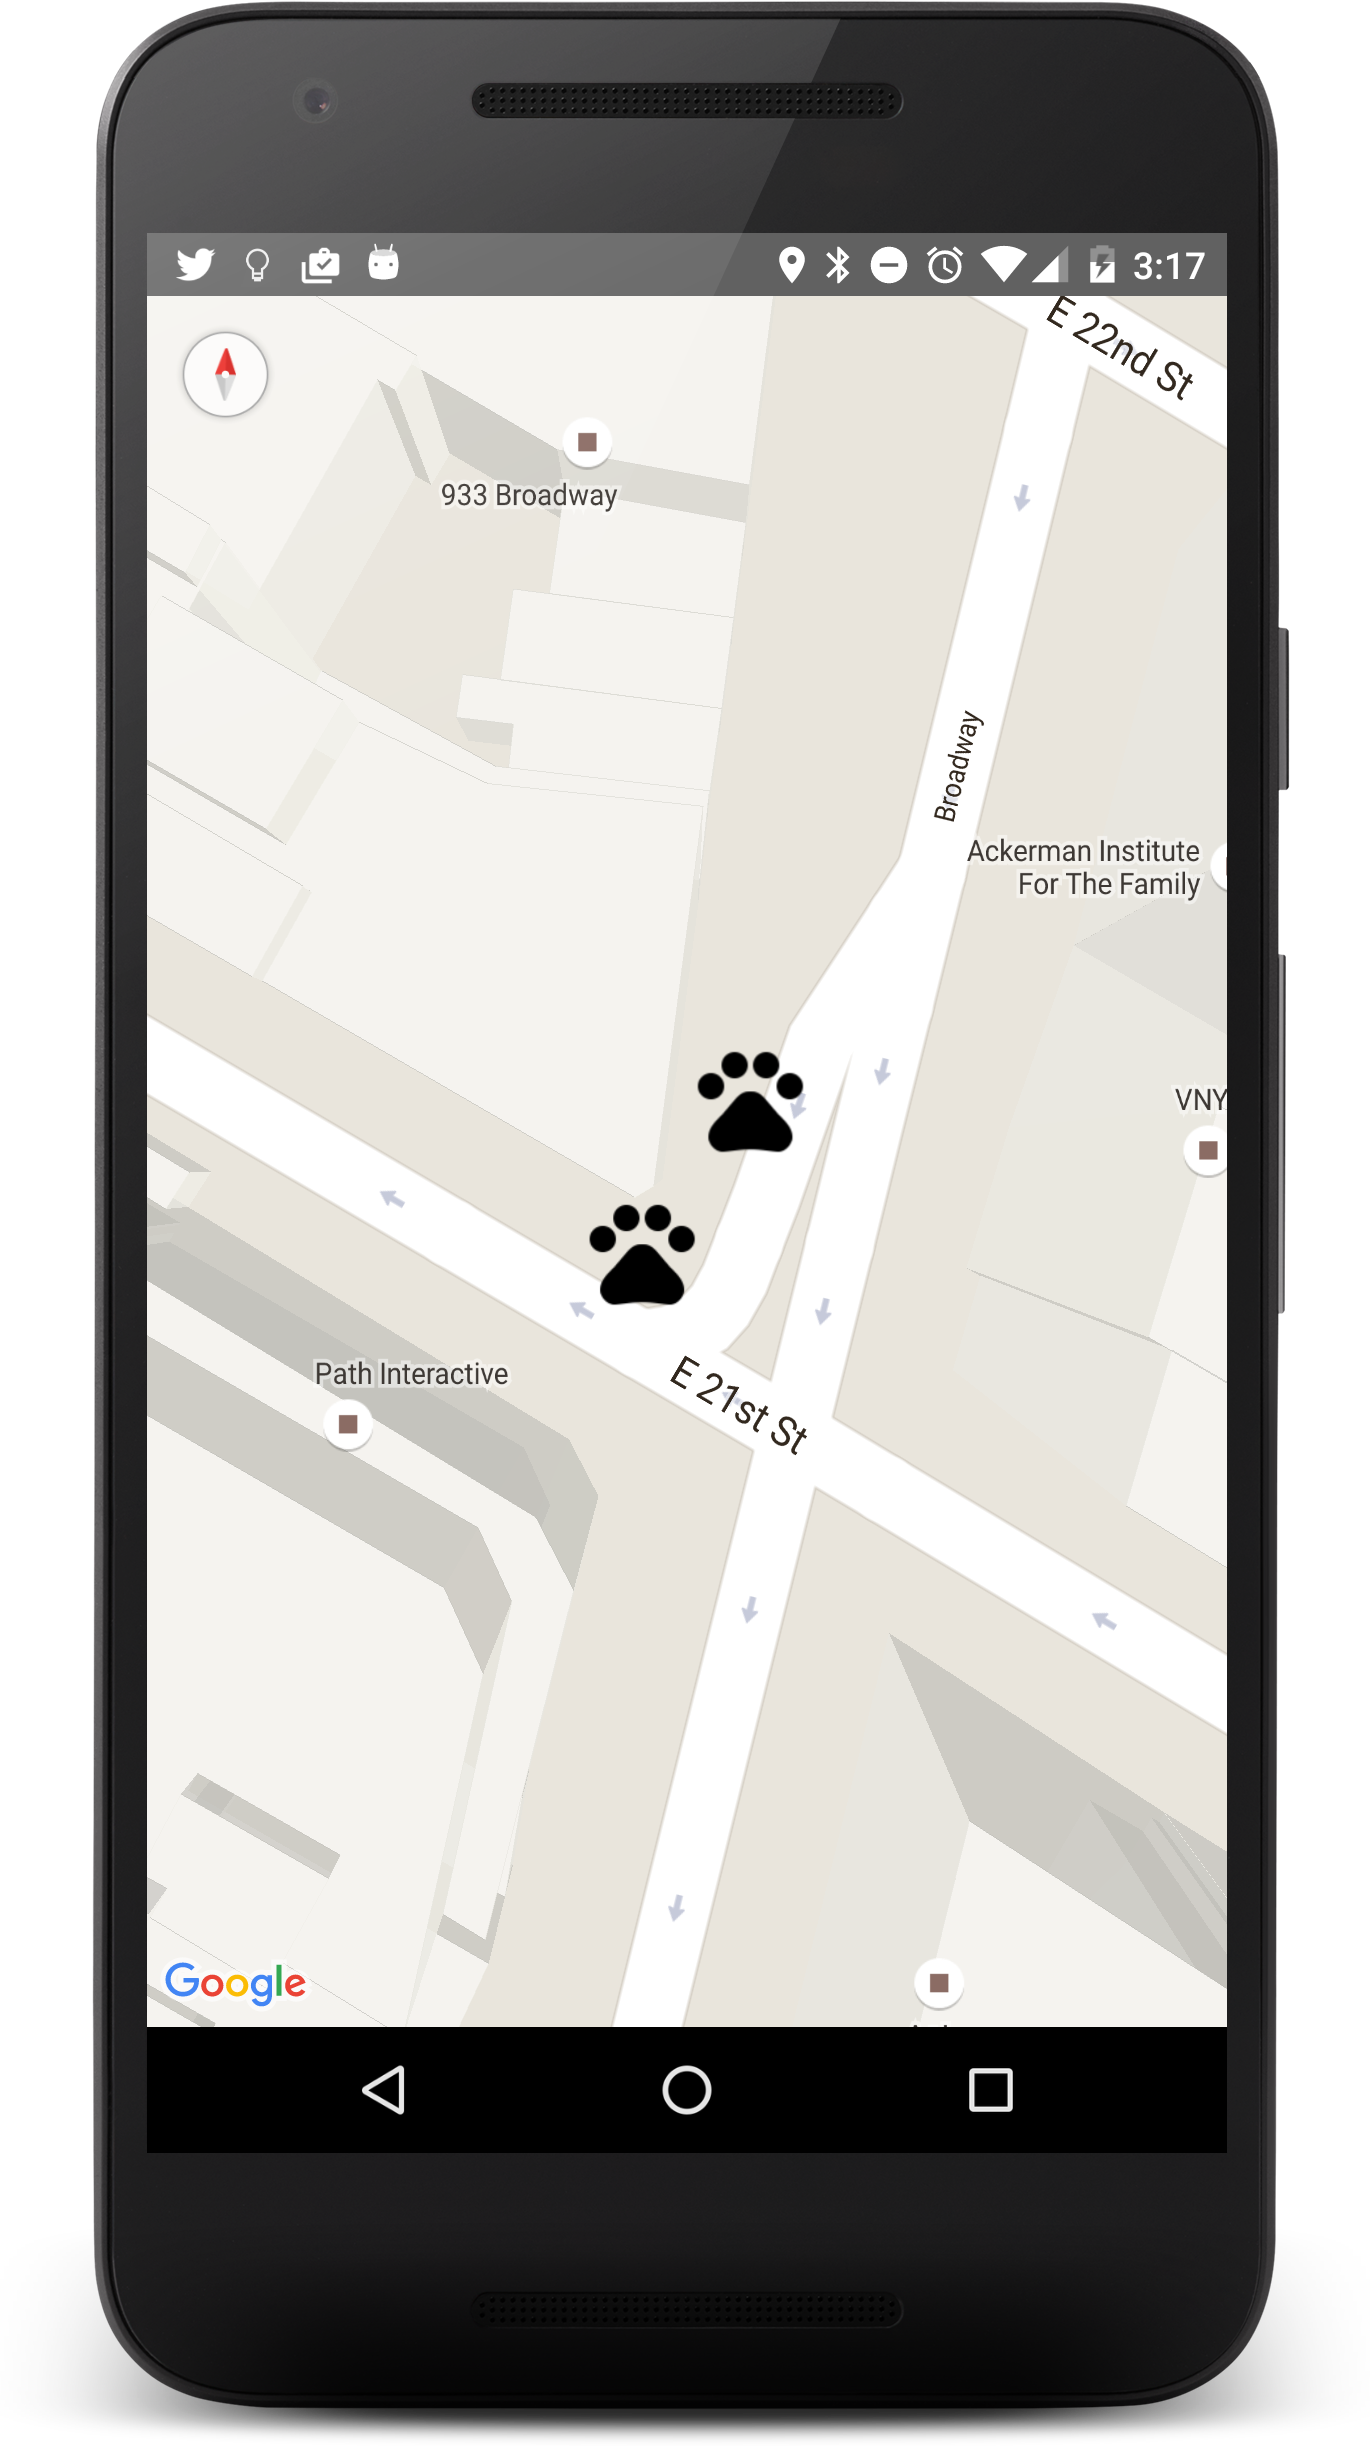 3:17
E 22nd St
933 Broadway
Broadway
Ackerman Institute
For The Family
VNY
Path Interactive
E 21st St
Google